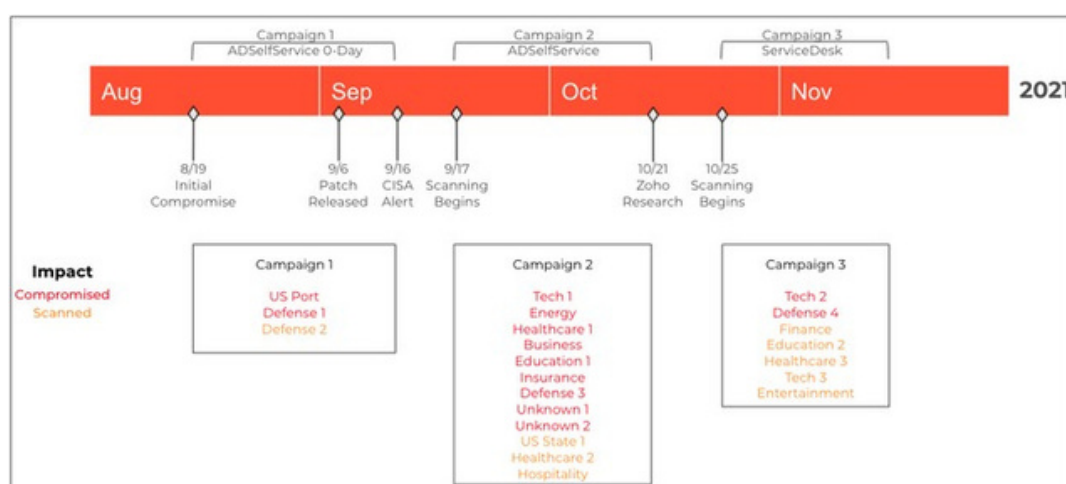 Campaign 1
ADSelfService 0-Day
Campaign 2
ADSelfService
Campaign 3
ServiceDesk
Aug
Sep
Oct
Nov
2021
8/19
Initial
Compromise
9/6
Patch
Released
9/16
CISA
Alert
9/17
Scanning
Begins
10/21
Zoho
Research
10/25
Scanning
Begins
Impact
Compromised
Scanned
Campaign 1
US Port
Defense 1
Defense 2
Campaign 2
Tech 1
Energy
Healthcare 1
Business
Education 1
Insurance
Defense 3
Unknown 1
Unknown 2
US State 1
Healthcare 2
Hospitality
Campaign 3
Tech 2
Defense 4
Finance
Education 2
Healthcare 3
Tech 3
Entertainment